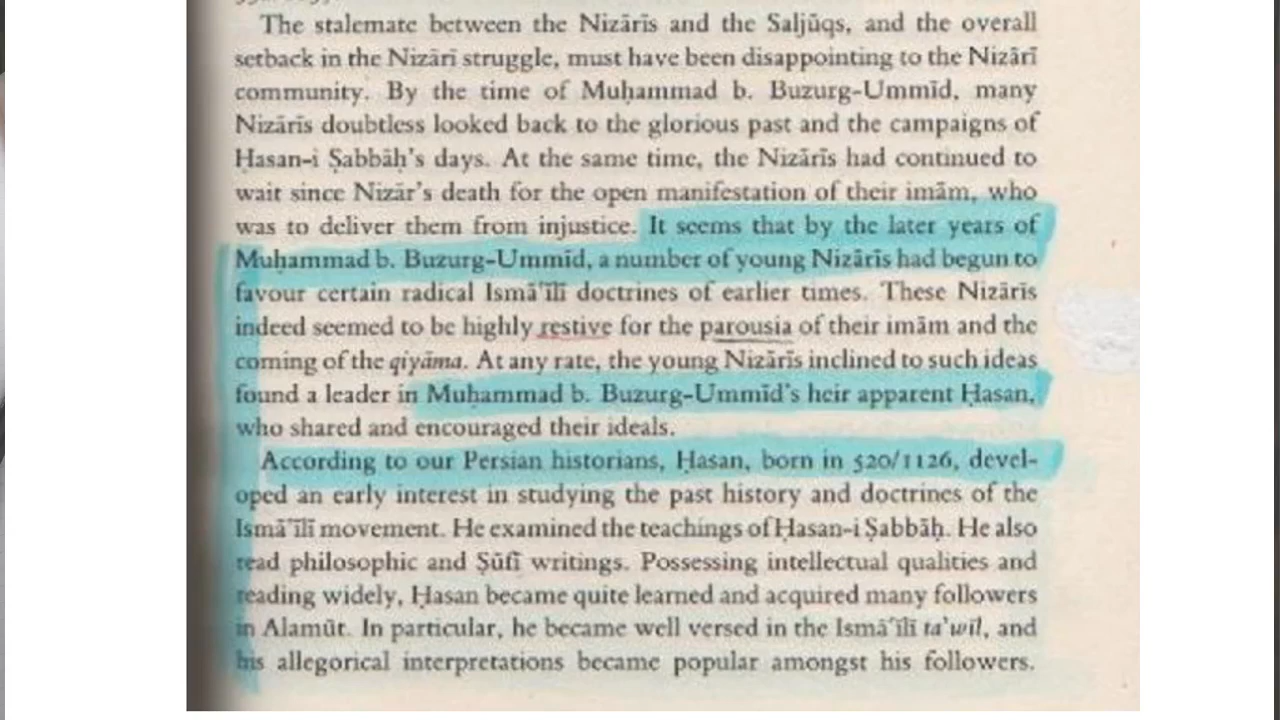 The stalemate between the Nizārīs and the Saljūqs, and the overall
setback in the Nizārī struggle, must have been disappointing to the Nizārī
community. By the time of Muḥammad b. Buzurg-Ummīd, many
Nizārīs doubtless looked back to the glorious past and the campaigns of
Ḥasan-i Ṣabbāḥ's days. At the same time, the Nizārīs had continued to
wait since Nizār's death for the open manifestation of their imām, who
was to deliver them from injustice. It seems that by the later years of
Muḥammad b. Buzurg-Ummīd, a number of young Nizārīs had begun to
favour certain radical Ismāʿīlī doctrines of earlier times. These Nizārīs
indeed seemed to be highly restive for the parousia of their imām and the
coming of the qiyāma. At any rate, the young Nizārīs inclined to such ideas
found a leader in Muḥammad b. Buzurg-Ummīd's heir apparent Ḥasan,
who shared and encouraged their ideals.
According to our Persian historians, Ḥasan, born in 520/1126, devel-
oped an early interest in studying the past history and doctrines of the
Ismāʿīlī movement. He examined the teachings of Ḥasan-i Ṣabbāḥ. He also
read philosophic and Ṣūfī writings. Possessing intellectual qualities and
reading widely, Ḥasan became quite learned and acquired many followers
in Alamūt. In particular, he became well versed in the Ismāʿīlī ta'wīl, and
his allegorical interpretations became popular amongst his followers.